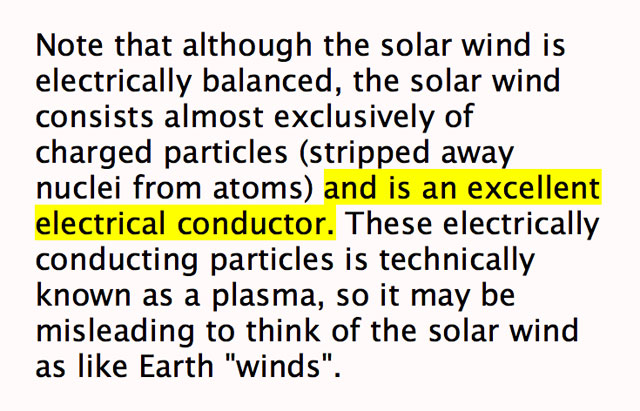 Note that although the solar wind is
electrically balanced, the solar wind
consists almost exclusively of
charged particles (stripped away
nuclei from atoms) and is an excellent
electrical conductor. These electrically
conducting particles is technically
known as a plasma, so it may be
misleading to think of the solar wind
as like Earth "winds".